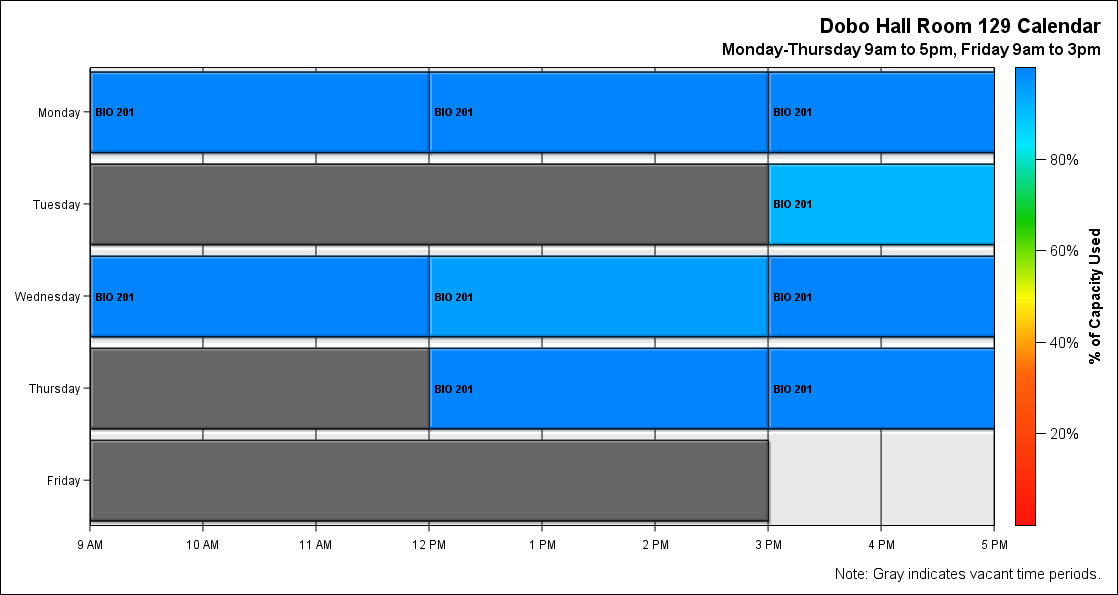 Dobo Hall Room 129 Calendar
Monday-Thursday 9am to 5pm, Friday 9am to 3pm
Monday
BIO 201
BIO 201
BIO 201
Tuesday
BIO 201
Wednesday
BIO 201
BIO 201
BIO 201
Thursday
BIO 201
BIO 201
Friday
9 AM
10 AM
11 AM
12 PM
1 PM
2 PM
3 PM
4 PM
5 PM
80%
60%
40%
20%
% of Capacity Used
Note: Gray indicates vacant time periods.